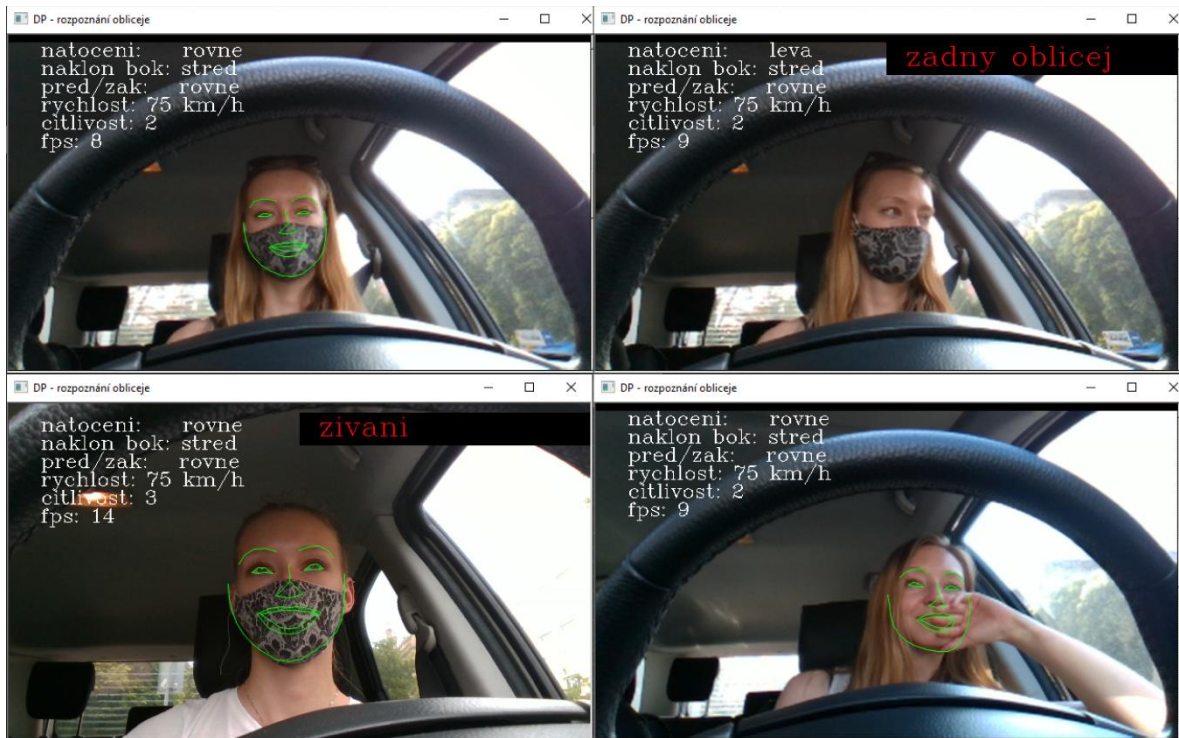 DP - rozpoznání obliceje
natoceni: rovne
naklon bok: stred
pred/zak: rovne
rychlost: 75 km/h
citlivost: 2
fps: 8
DP - rozpoznání obliceje
natoceni: leva
naklon bok: stred
pred/zak: rovne
rychlost: 75 km/h
citlivost: 2
fps: 9
zadny oblicej
DP - rozpoznání obliceje
natoceni: rovne
naklon bok: stred
pred/zak: rovne
rychlost: 75 km/h
citlivost: 3
fps: 14
zivani
DP - rozpoznání obliceje
natoceni: rovne
naklon bok: stred
pred/zak: rovne
rychlost: 75 km/h
citlivost: 2
fps: 9